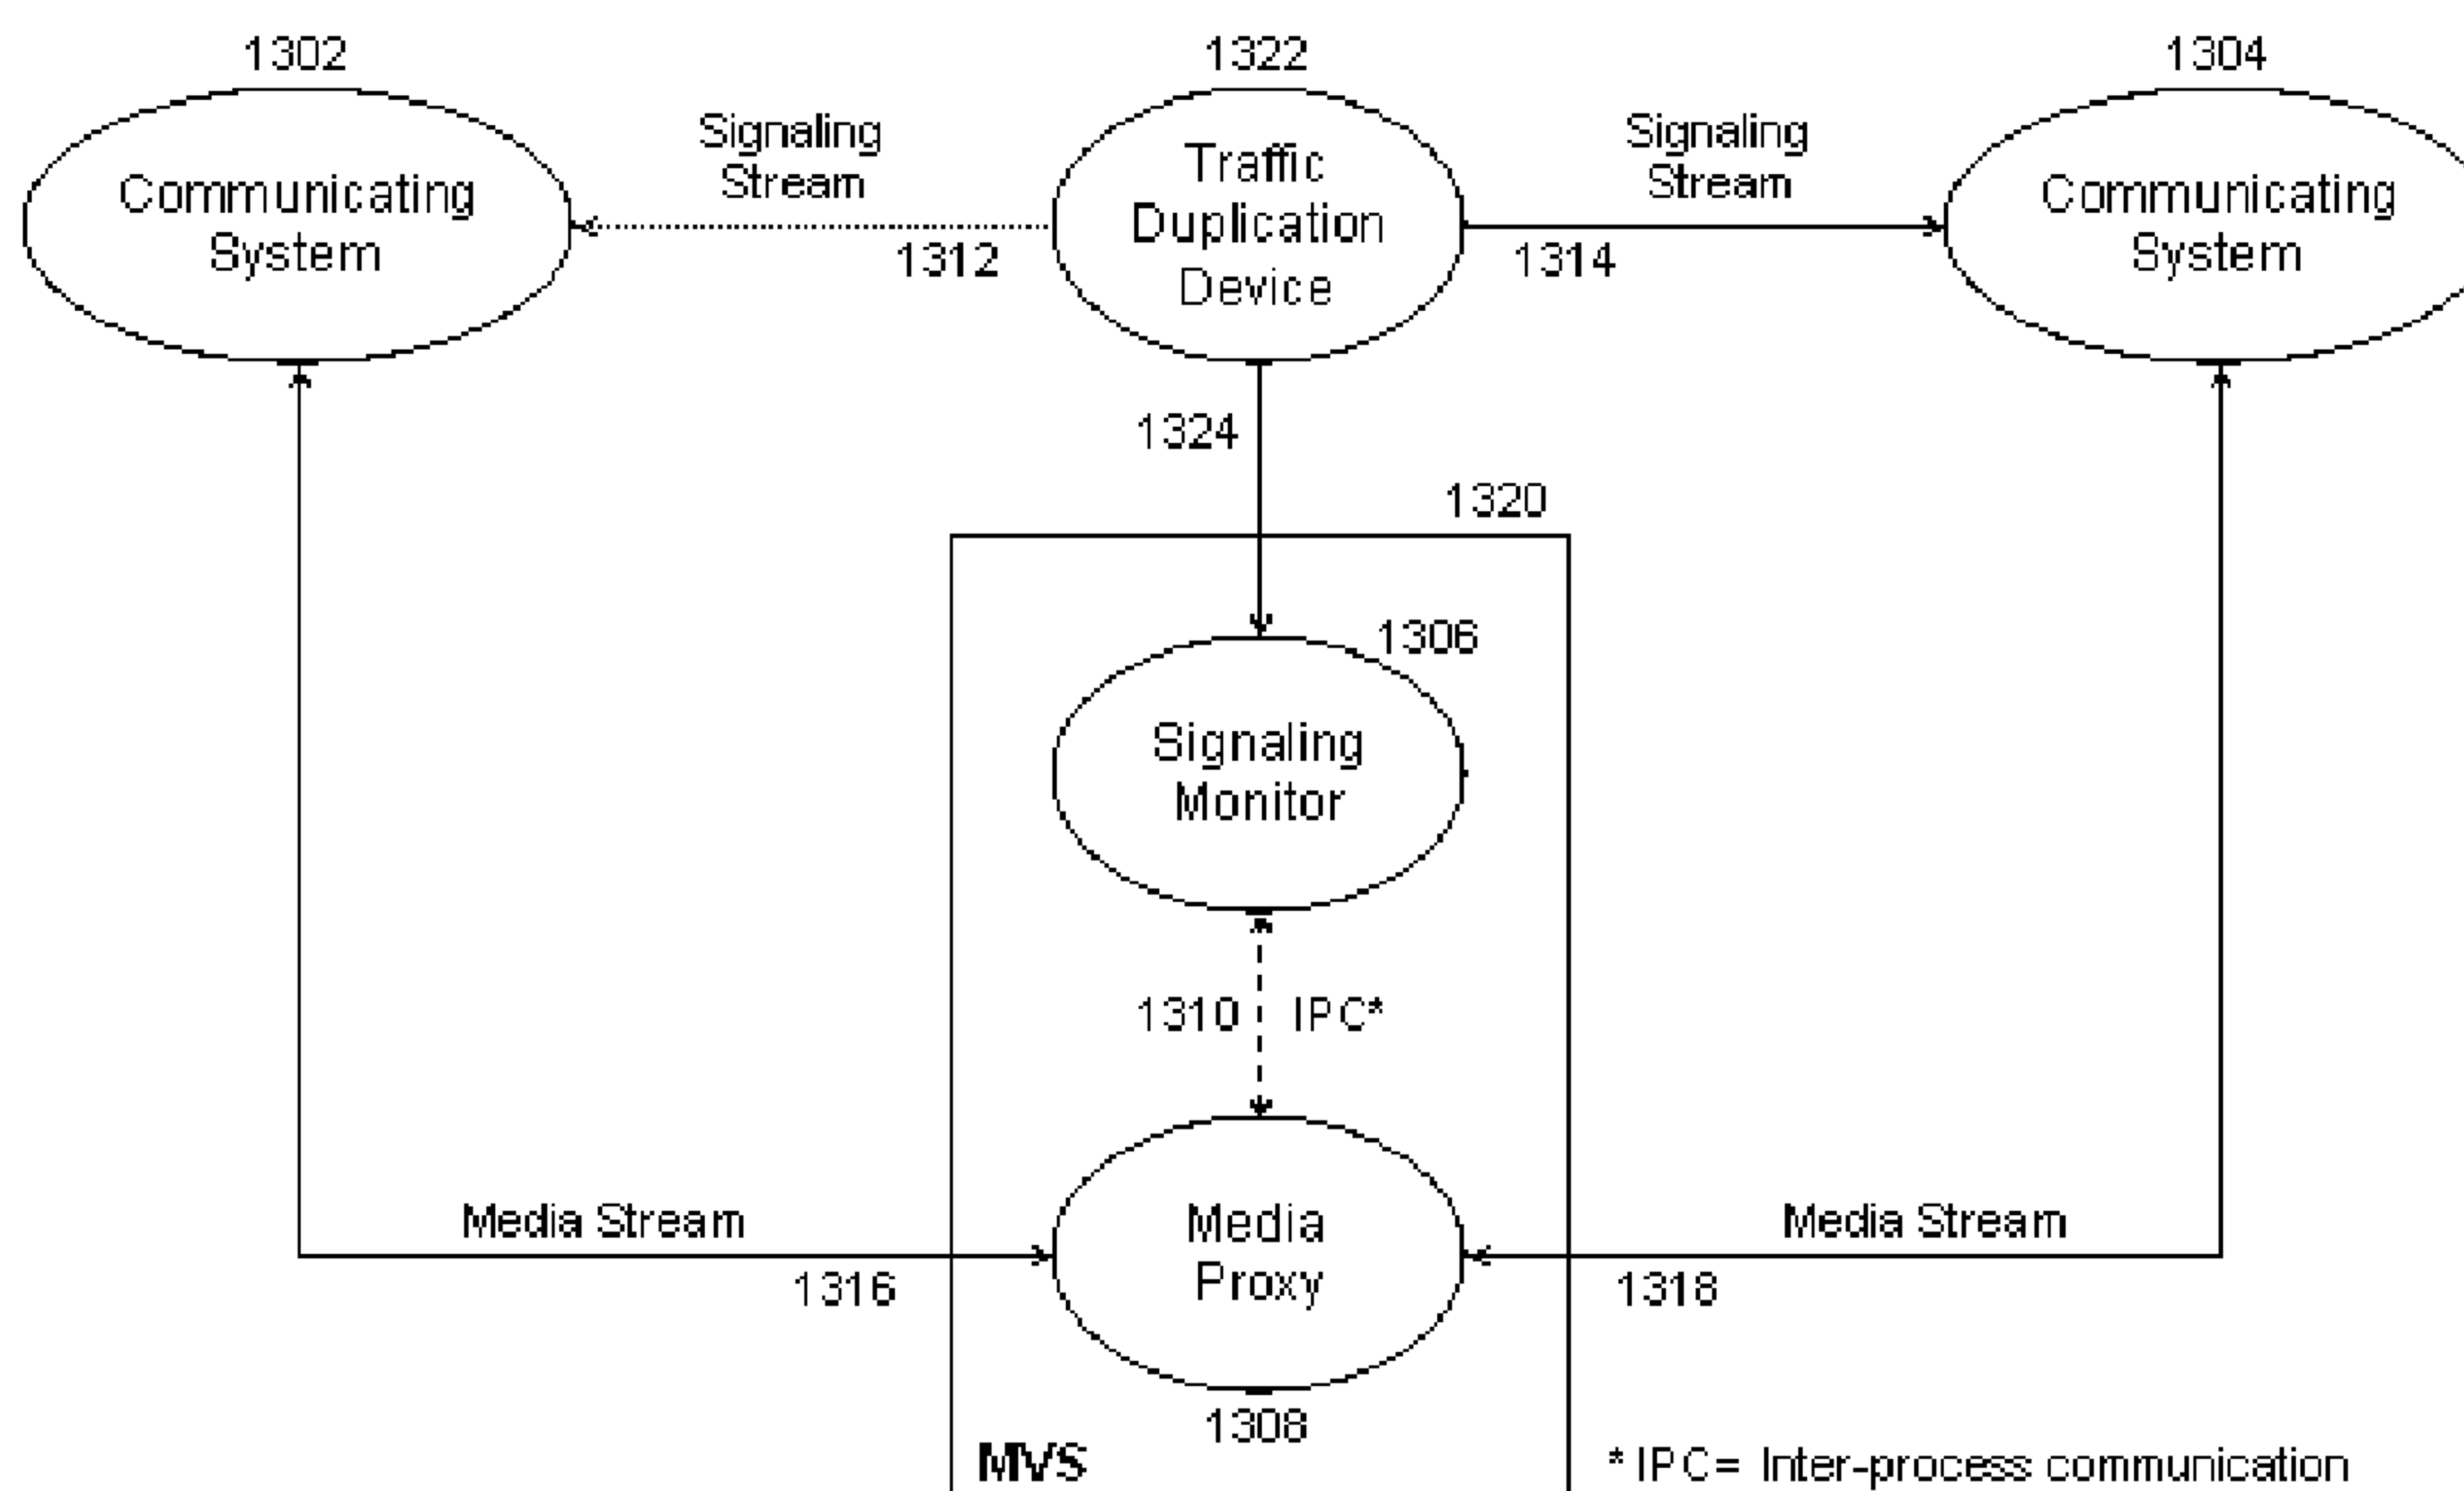 1302
1322
1304
Signaling
Stream
Signaling
Stream
Communicating
System
Traffic
Duplication
Device
Communicating
System
1312
1314
1324
1320
1306
Signaling
Monitor
1310
IPC*
Media Stream
Media
Proxy
Media Stream
1316
1318
1308
MVS
* IPC= Inter-process communication